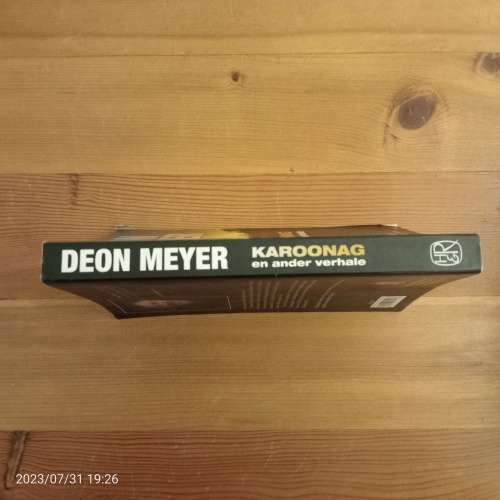 DEON MEYER
KAROONAG
en ander verhale
2023/07/31 19:26